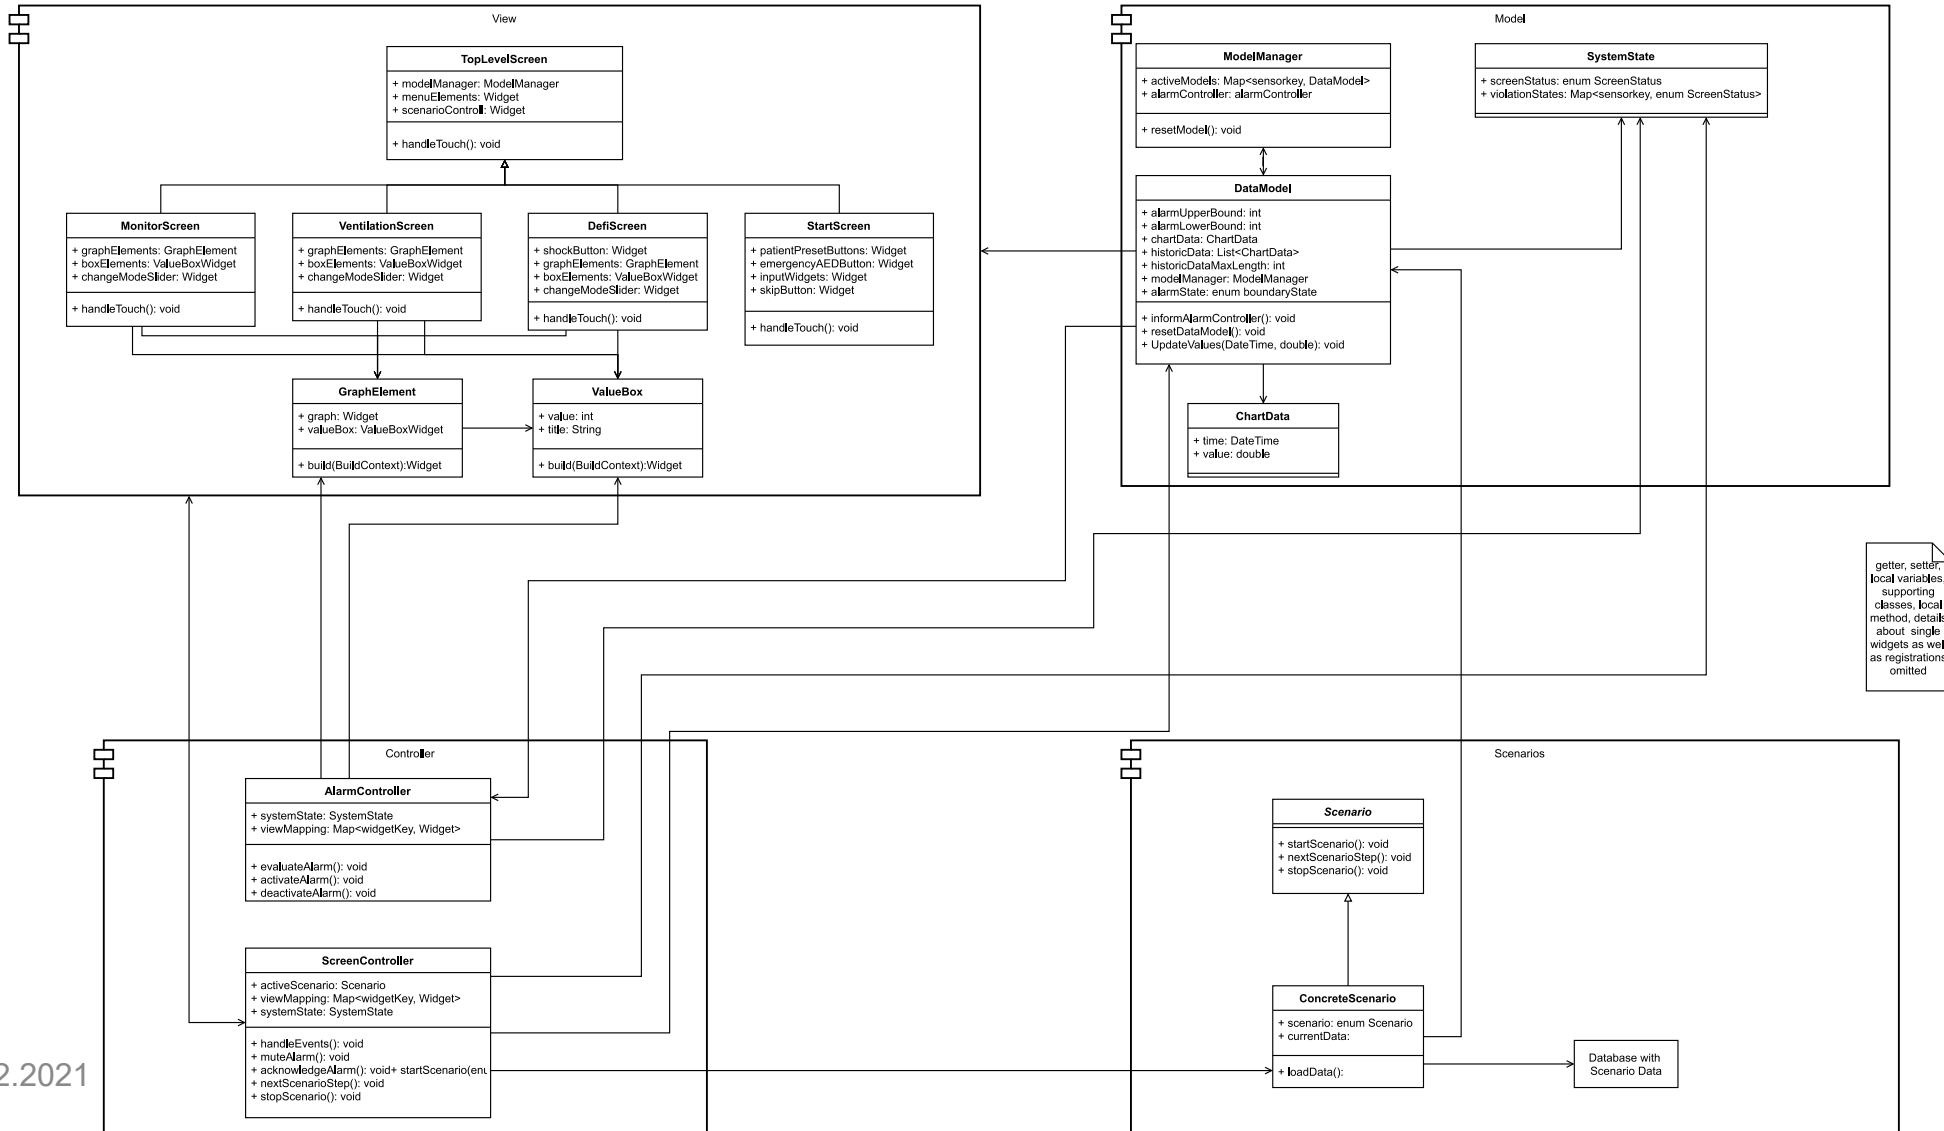 View
TopLevelScreen
+ modelManager: ModelManager
+ menuElements: Widget
+ scenarioControll: Widget
+ handleTouch(): void
MonitorScreen
+ graphElements: GraphElement
+ boxElements: ValueBoxWidget
+ changeModeSlider: Widget
+ handleTouch(): void
VentilationScreen
+ graphElements: GraphElement
+ boxElements: ValueBoxWidget
+ changeModeSlider: Widget
+ handleTouch(): void
DefiScreen
+ shockButton: Widget
+ graphElements: GraphElement
+ boxElements: ValueBoxWidget
+ changeModeSlider: Widget
+ handleTouch(): void
StartScreen
+ patientPresetButtons: Widget
+ emergencyAEDButton: Widget
+ inputWidgets: Widget
+ skipButton: Widget
+ handleTouch(): void
GraphElement
+ graph: Widget
+ valueBox: ValueBoxWidget
+ build(BuildContext):Widget
ValueBox
+ value: int
+ title: String
+ build(BuildContext):Widget
Model
ModelManager
+ activeModels: Map<sensorkey, DataModel>
+ alarmController: alarmController
+ resetModel(): void
SystemState
+ screenStatus: enum ScreenStatus
+ violationStates: Map<sensorkey, enum ScreenStatus>
DataModel
+ alarmUpperBound: int
+ alarmLowerBound: int
+ chartData: ChartData
+ historicData: List<ChartData>
+ historicDataMaxLength: int
+ modelManager: ModelManager
+ alarmState: enum boundaryState
+ informAlarmController(): void
+ resetDataModel(): void
+ UpdateValues(DateTime, double): void
ChartData
+ time: DateTime
+ value: double
getter, setter,
local variables,
supporting
classes, local
method, details
about single
widgets as well
as registrations
omitted
Controller
AlarmController
+ systemState: SystemState
+ viewMapping: Map<widgetKey, Widget>
+ evaluateAlarm(): void
+ activateAlarm(): void
+ deactivateAlarm(): void
ScreenController
+ activeScenario: Scenario
+ viewMapping: Map<widgetKey, Widget>
+ systemState: SystemState
+ handleEvents(): void
+ muteAlarm(): void
+ acknowledgeAlarm(): void+ startScenario(enu
+ nextScenarioStep(): void
+ stopScenario(): void
Scenarios
Scenario
+ startScenario(): void
+ nextScenarioStep(): void
+ stopScenario(): void
ConcreteScenario
+ scenario: enum Scenario
+ currentData:
+ loadData():
Database with
Scenario Data
2.2021